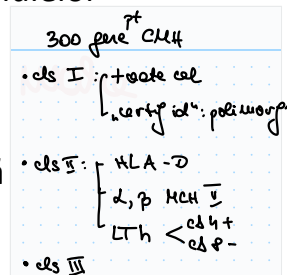 300 gene pt CMH
• cls I : - toate cel
- "certif id": polimorf
• cls II : - HLA-D
- α, β MCH II
- LTh < cd4+
cd8-
• cls III